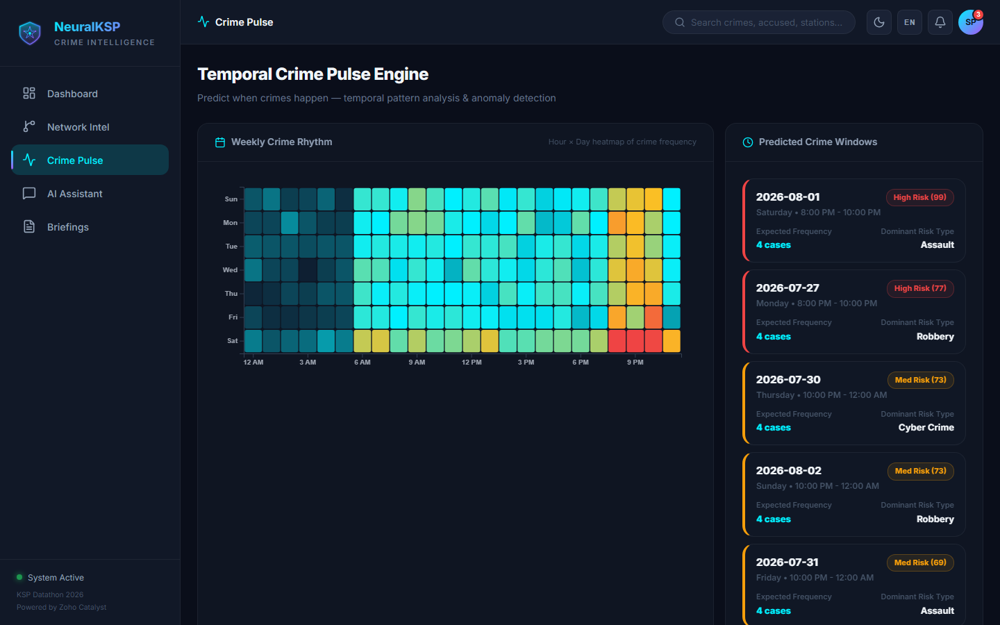 NeuralKSP
CRIME INTELLIGENCE
Dashboard
Network Intel
Crime Pulse
AI Assistant
Briefings
System Active
KSP Datathon 2026
Powered by Zoho Catalyst
Crime Pulse
Search crimes, accused, stations...
EN
SP
3
Temporal Crime Pulse Engine
Predict when crimes happen — temporal pattern analysis & anomaly detection
Weekly Crime Rhythm
Hour × Day heatmap of crime frequency
Sun
Mon
Tue
Wed
Thu
Fri
Sat
12 AM 3 AM 6 AM 9 AM 12 PM 3 PM 6 PM 9 PM
Predicted Crime Windows
2026-08-01 High Risk (99)
Saturday • 8:00 PM - 10:00 PM
Expected Frequency Dominant Risk Type
4 cases Assault
2026-07-27 High Risk (77)
Monday • 8:00 PM - 10:00 PM
Expected Frequency Dominant Risk Type
4 cases Robbery
2026-07-30 Med Risk (73)
Thursday • 10:00 PM - 12:00 AM
Expected Frequency Dominant Risk Type
4 cases Cyber Crime
2026-08-02 Med Risk (73)
Sunday • 10:00 PM - 12:00 AM
Expected Frequency Dominant Risk Type
4 cases Robbery
2026-07-31 Med Risk (69)
Friday • 10:00 PM - 12:00 AM
Expected Frequency Dominant Risk Type
4 cases Assault